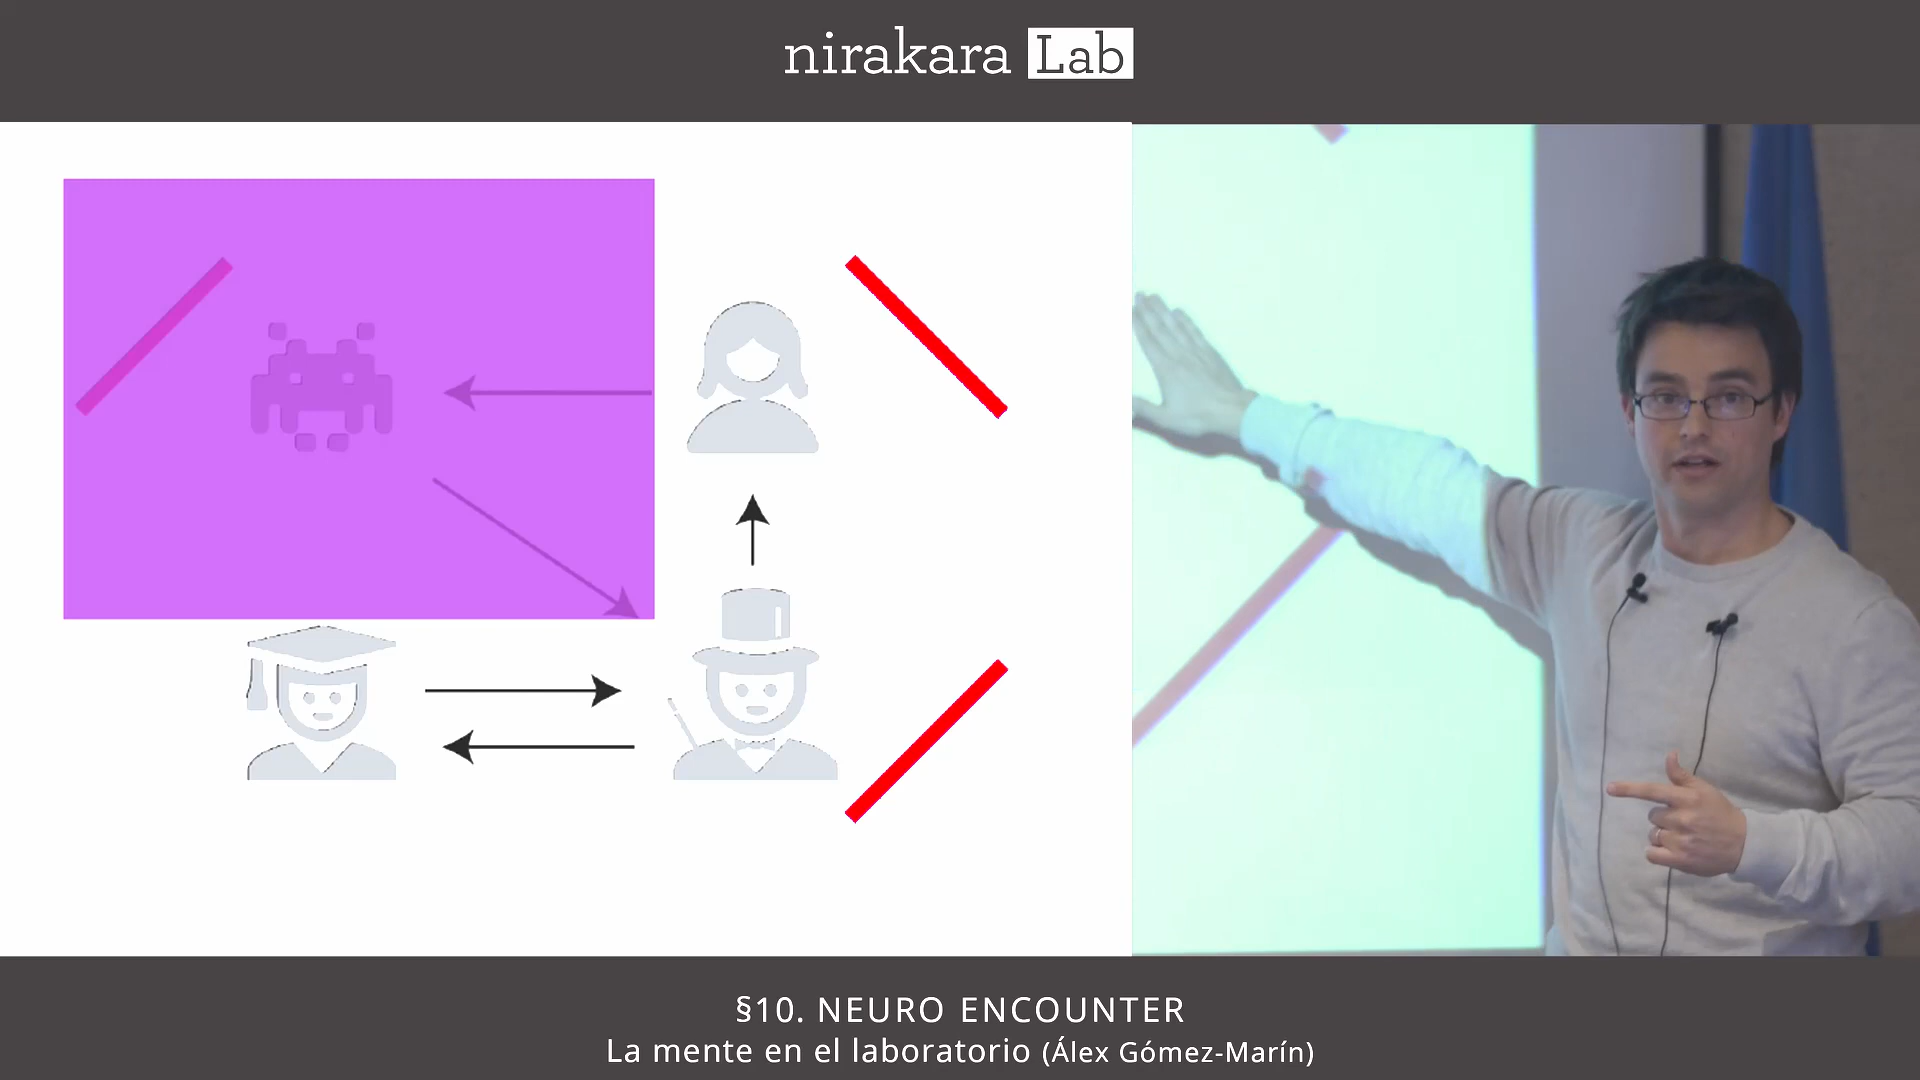 nirakara Lab
§10. NEURO ENCOUNTER
La mente en el laboratorio (Álex Gómez-Marín)